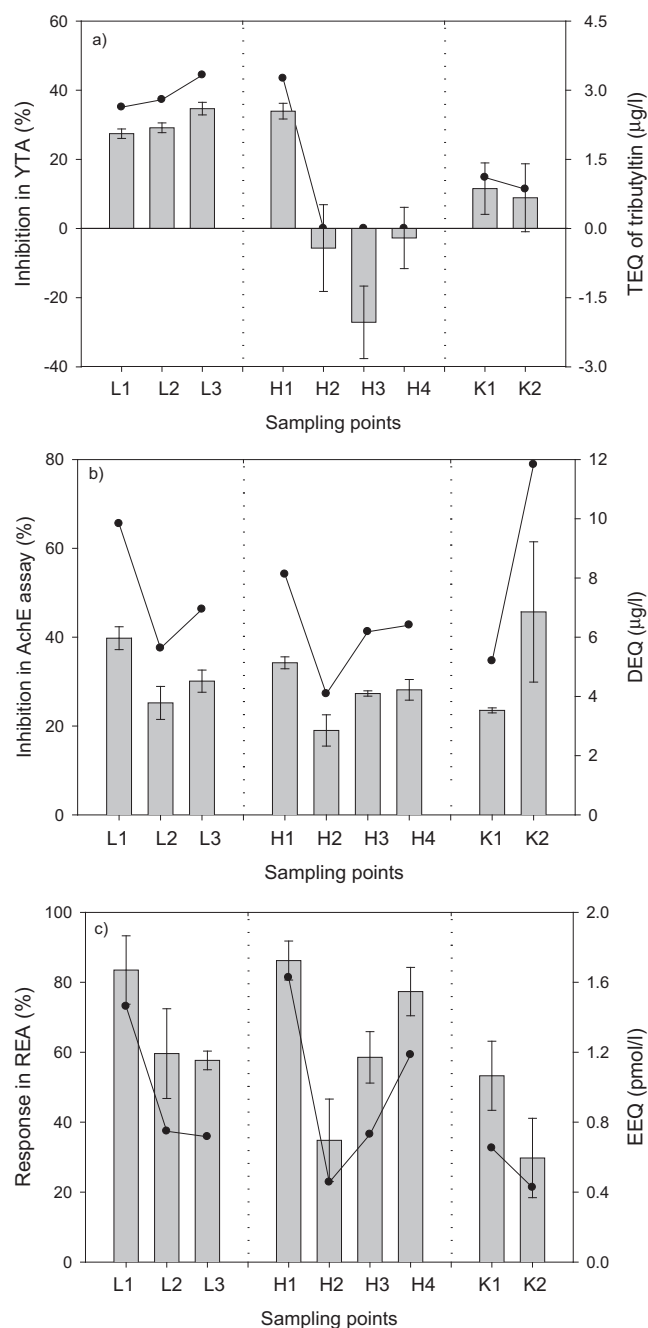 a)
Inhibition in YTA (%)
60
40
20
0
-20
-40
TEQ of tributyltin (µg/l)
4.5
3.0
1.5
0.0
-1.5
-3.0
L1 L2 L3 H1 H2 H3 H4 K1 K2
Sampling points
b)
Inhibition in AchE assay (%)
80
60
40
20
0
DEQ (µg/l)
12
10
8
6
4
2
0
L1 L2 L3 H1 H2 H3 H4 K1 K2
Sampling points
c)
Response in REA (%)
100
80
60
40
20
0
EEQ (pmol/l)
2.0
1.6
1.2
0.8
0.4
0.0
L1 L2 L3 H1 H2 H3 H4 K1 K2
Sampling points